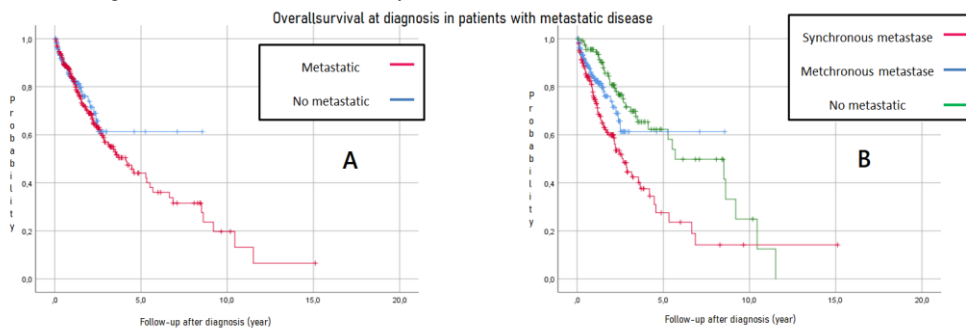 Overallsurvival at diagnosis in patients with metastatic disease
Metastatic
No metastatic
A
Probability
1,0
0,8
0,6
0,4
0,2
0,0
,0
5,0
10,0
15,0
20,0
Follow-up after diagnosis (year)
Synchronous metastase
Metchronous metastase
No metastatic
B
Probability
1,0
0,8
0,6
0,4
0,2
0,0
,0
5,0
10,0
15,0
20,0
Follow-up after diagnosis (year)